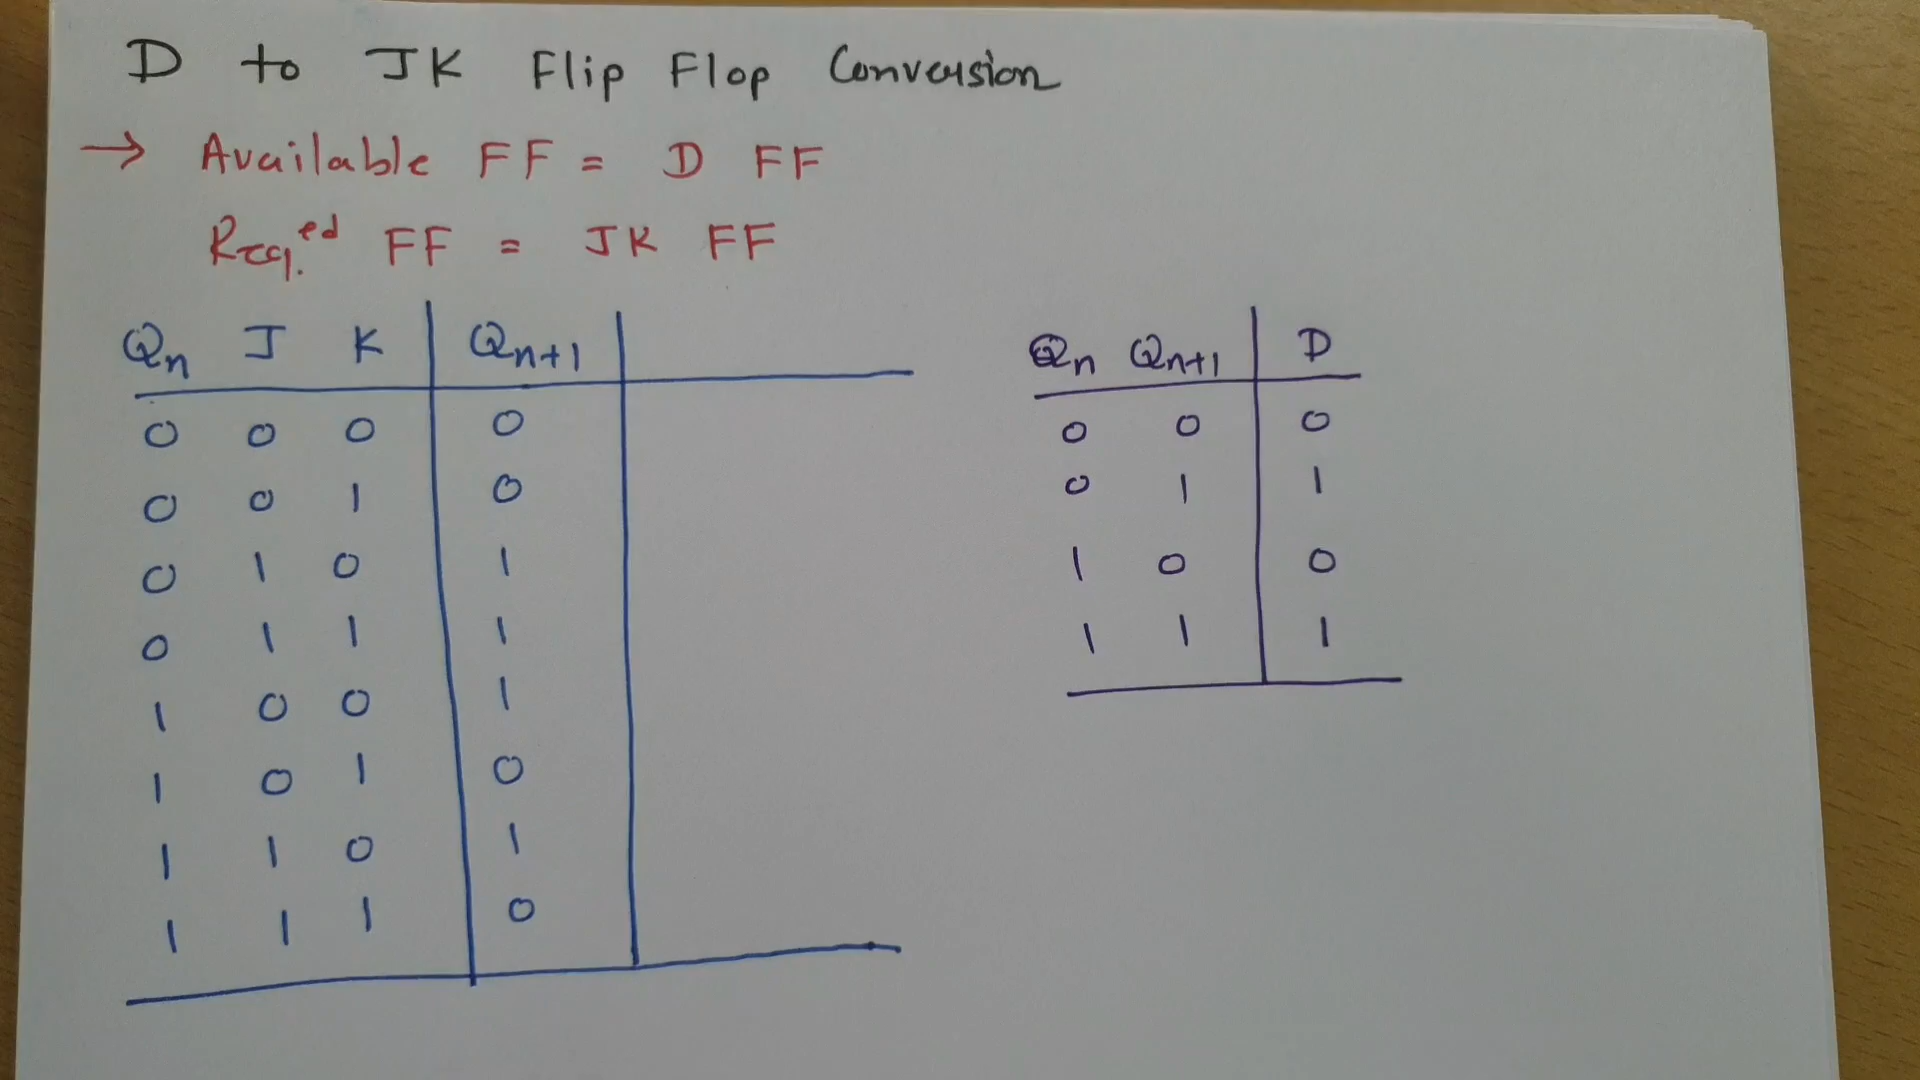 D to JK Flip Flop Conversion
→ Available FF = D FF
Req.ed FF = JK FF
Qn J K Qn+1
0 0 0 0
0 0 1 0
0 1 0 1
0 1 1 1
1 0 0 1
1 0 1 0
1 1 0 1
1 1 1 0
Qn Qn+1 D
0 0 0
0 1 1
1 0 0
1 1 1